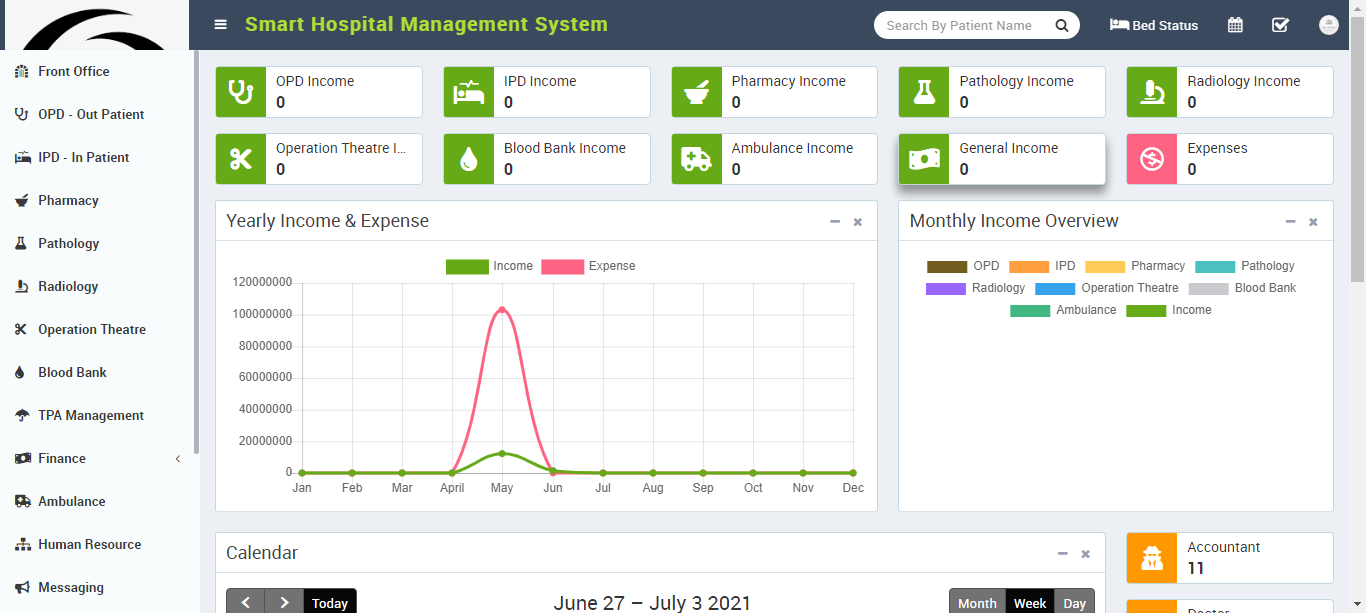 Smart Hospital Management System
Search By Patient Name
Bed Status
Front Office
OPD - Out Patient
IPD - In Patient
Pharmacy
Pathology
Radiology
Operation Theatre
Blood Bank
TPA Management
Finance
Ambulance
Human Resource
Messaging
OPD Income
0
IPD Income
0
Pharmacy Income
0
Pathology Income
0
Radiology Income
0
Operation Theatre I...
0
Blood Bank Income
0
Ambulance Income
0
General Income
0
Expenses
0
Yearly Income & Expense
Income Expense
120000000
100000000
80000000
60000000
40000000
20000000
0
Jan Feb Mar April May Jun Jul Aug Sep Oct Nov Dec
Monthly Income Overview
OPD IPD Pharmacy Pathology
Radiology Operation Theatre Blood Bank
Ambulance Income
Calendar
Today
June 27 – July 3 2021
Month Week Day
Accountant
11
Doctor